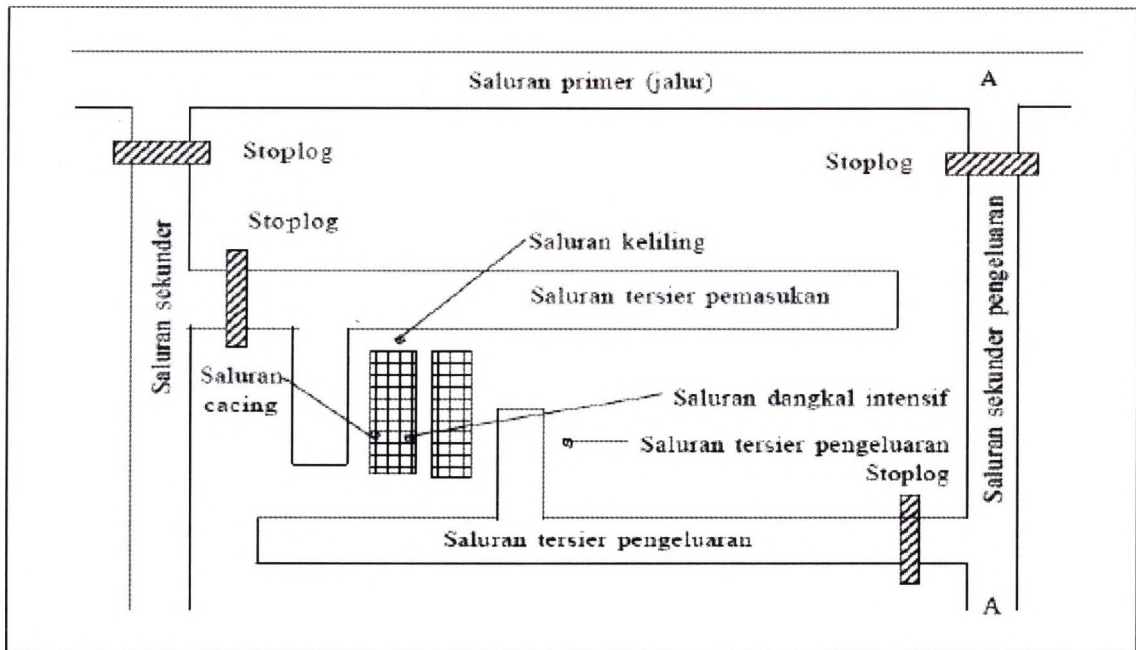 Saluran primer (jalur)
A
Stoplog
Stoplog
Stoplog
Saluran keliling
Saluran tersier pemasukan
Saluran sekunder
Saluran sekunder pengeluaran
Saluran
cacing
Saluran dangkal intensif
Saluran tersier pengeluaran
Stoplog
Saluran tersier pengeluaran
A